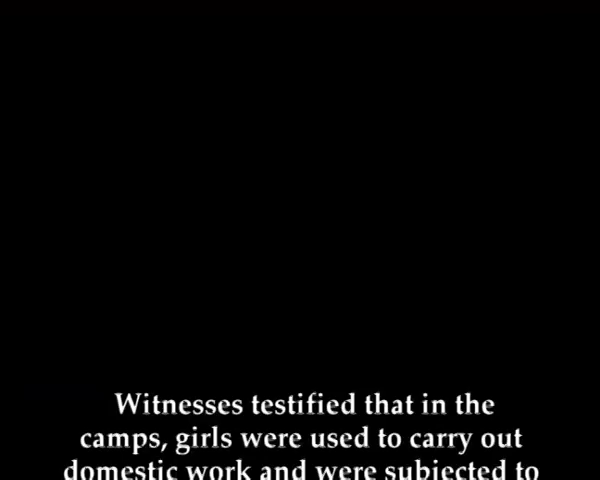 Witnesses testified that in the
camps, girls were used to carry out
domestic work and were subjected to